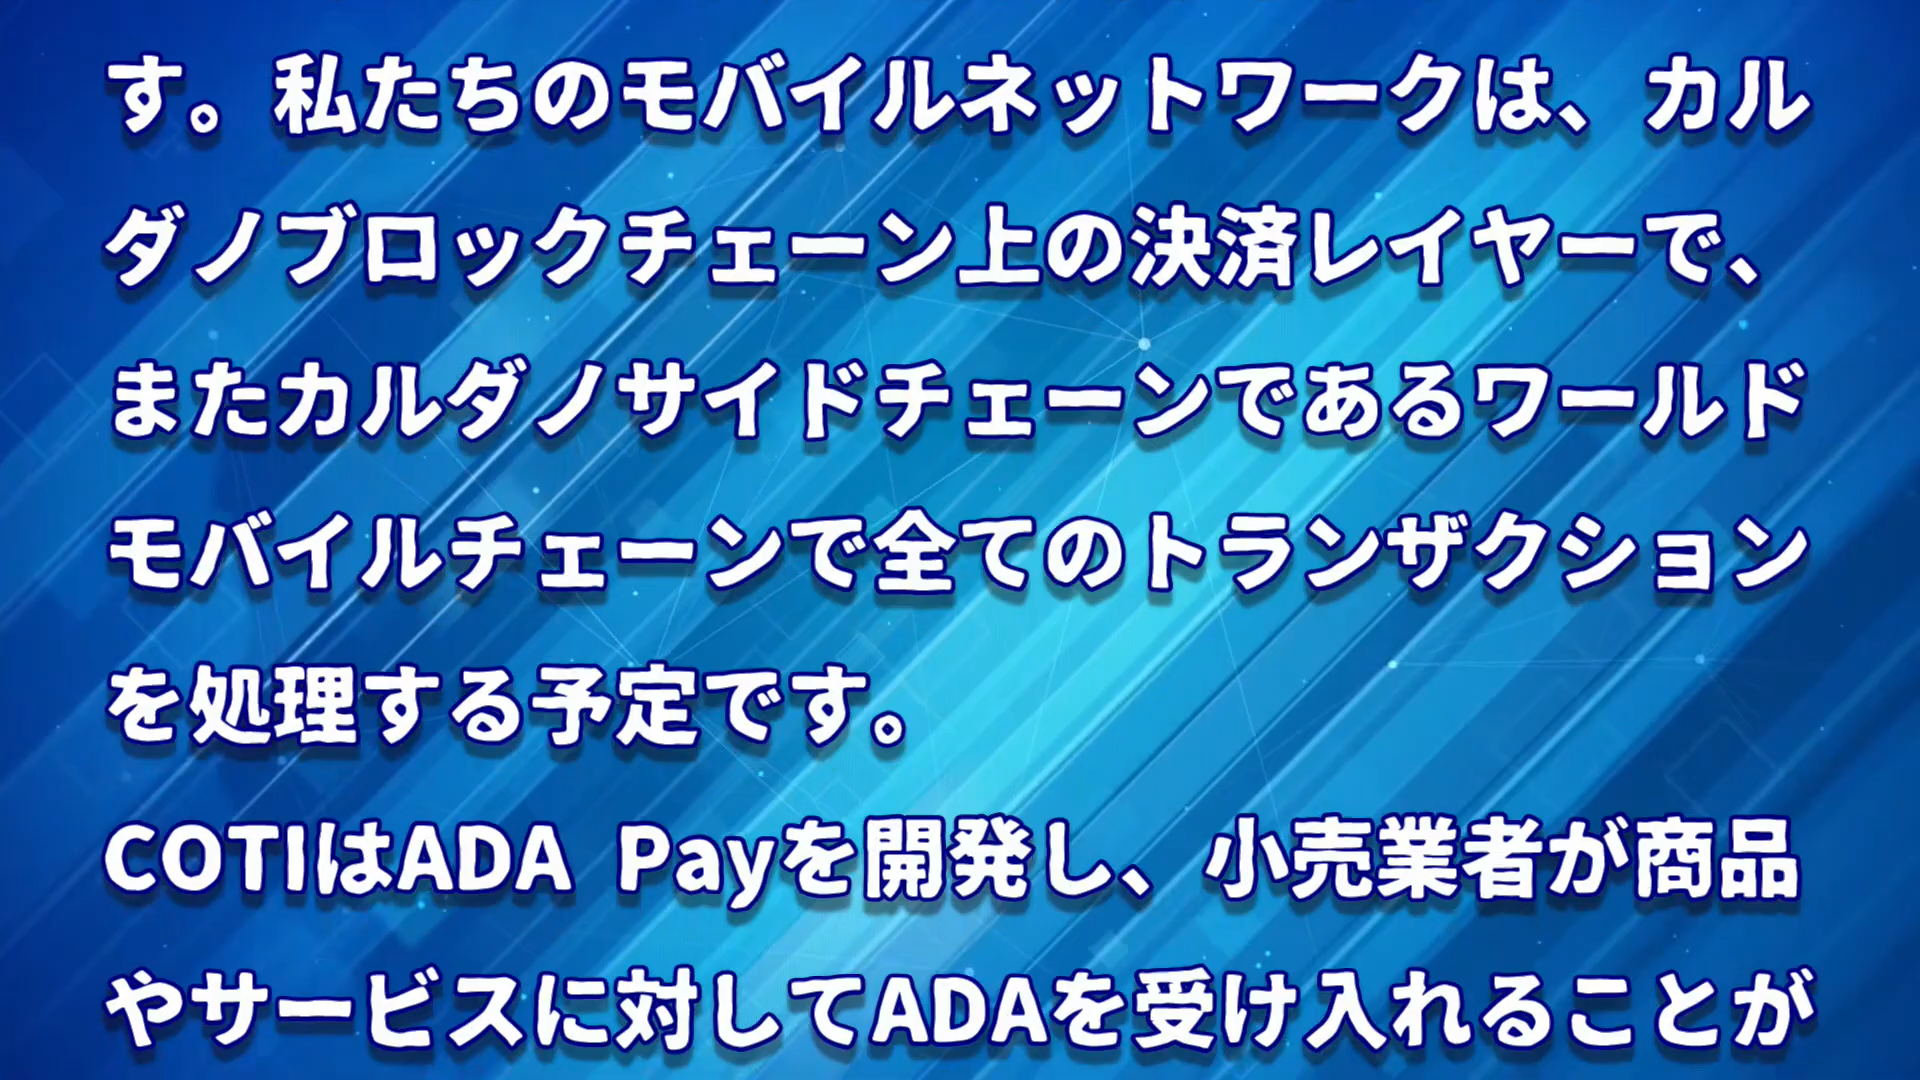 す。私たちのモバイルネットワークは、カル
ダノブロックチェーン上の決済レイヤーで、
またカルダノサイドチェーンであるワールド
モバイルチェーンで全てのトランザクション
を処理する予定です。
COTIはADA Payを開発し、小売業者が商品
やサービスに対してADAを受け入れることが